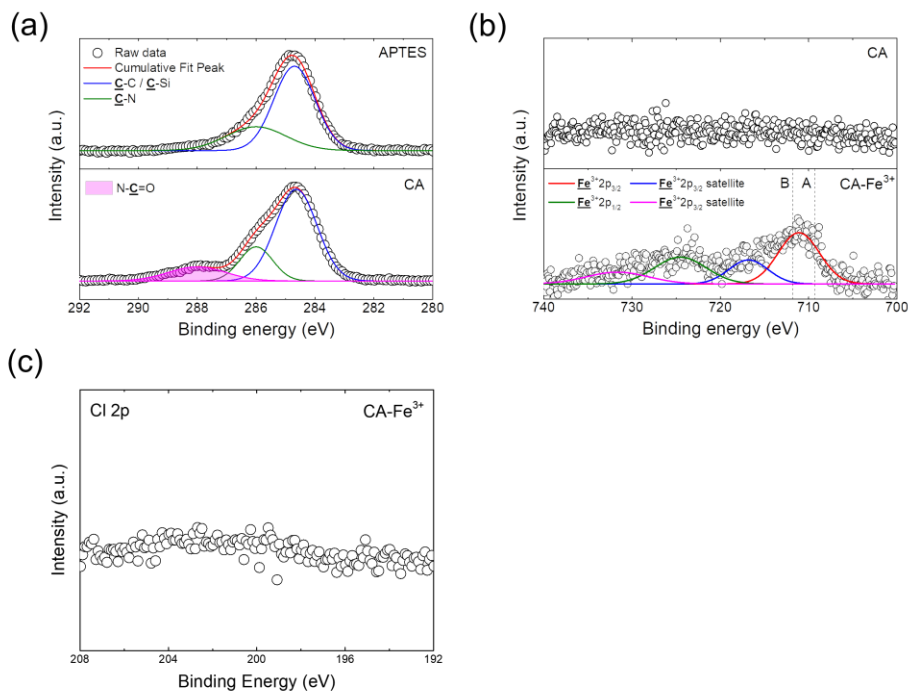 (a)
APTES
Raw data
Cumulative Fit Peak
C-C / C-Si
C-N
CA
N-C=O
Intensity (a.u.)
292 290 288 286 284 282 280
Binding energy (eV)
(b)
CA
B A CA-Fe³⁺
Fe³⁺2p₃/₂ Fe³⁺2p₃/₂ satellite
Fe³⁺2p₁/₂ Fe³⁺2p₃/₂ satellite
Intensity (a.u.)
740 730 720 710 700
Binding energy (eV)
(c)
Cl 2p CA-Fe³⁺
Intensity (a.u.)
208 204 200 196 192
Binding Energy (eV)